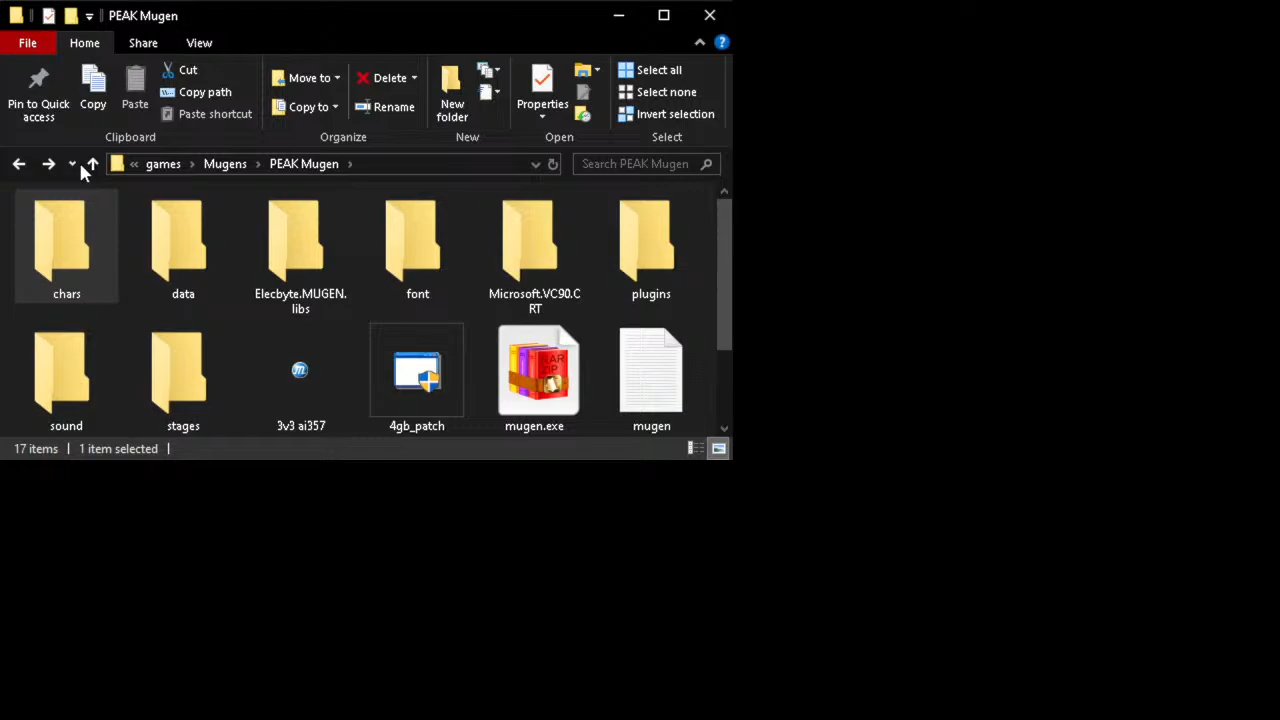 PEAK Mugen
File Home Share View
Pin to Quick access
Copy
Paste
Cut
Copy path
Paste shortcut
Clipboard
Move to
Copy to
Delete
Rename
Organize
New folder
New
Properties
Open
Select all
Select none
Invert selection
Select
« games › Mugens › PEAK Mugen ›
Search PEAK Mugen
chars
data
Elecbyte.MUGEN.
libs
font
Microsoft.VC90.C
RT
plugins
sound
stages
3v3 ai357
4gb_patch
mugen.exe
mugen
17 items
1 item selected